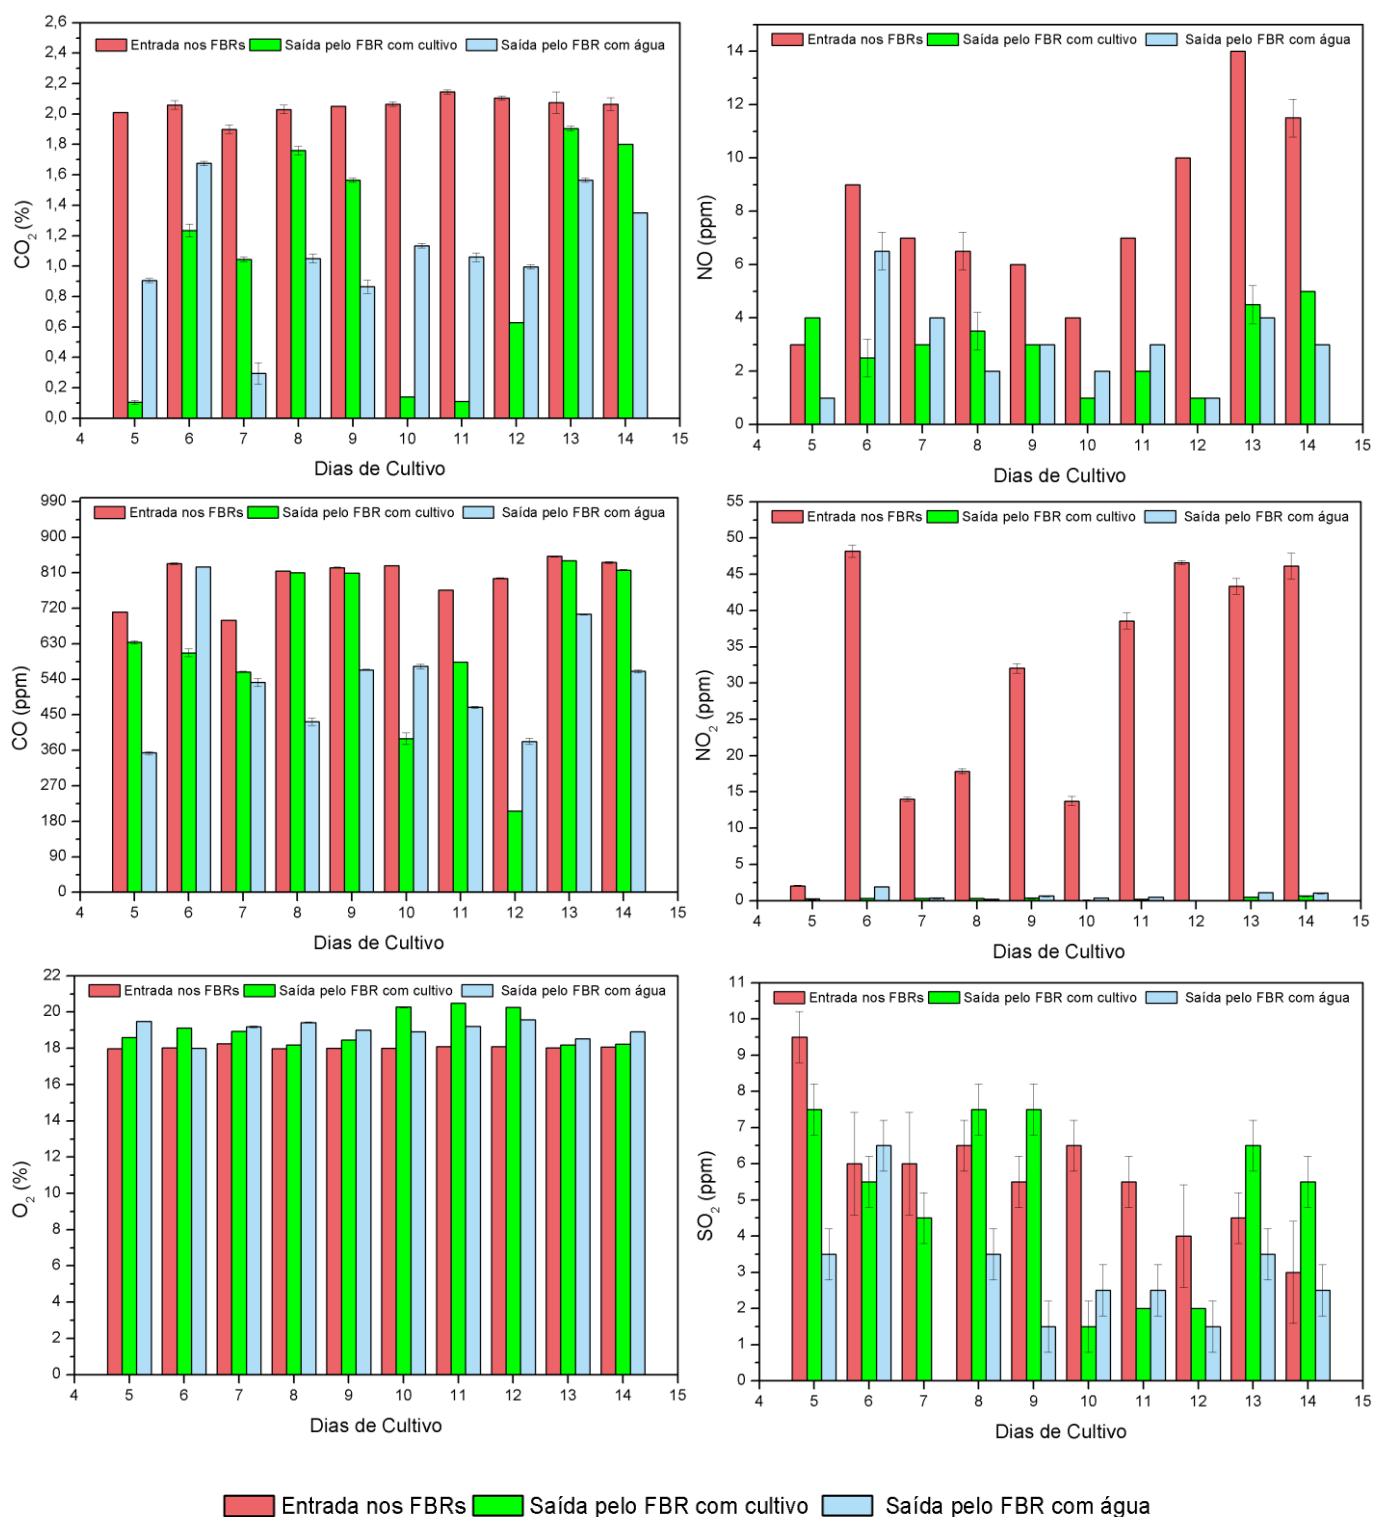 2,6
2,4
2,2
2,0
1,8
1,6
1,4
1,2
1,0
0,8
0,6
0,4
0,2
0,0
CO2 (%)
Entrada nos FBRs Saída pelo FBR com cultivo Saída pelo FBR com água
4 5 6 7 8 9 10 11 12 13 14 15
Dias de Cultivo
14
12
10
8
6
4
2
0
NO (ppm)
Entrada nos FBRs Saída pelo FBR com cultivo Saída pelo FBR com água
4 5 6 7 8 9 10 11 12 13 14 15
Dias de Cultivo
990
900
810
720
630
540
450
360
270
180
90
0
CO (ppm)
Entrada nos FBRs Saída pelo FBR com cultivo Saída pelo FBR com água
4 5 6 7 8 9 10 11 12 13 14 15
Dias de Cultivo
55
50
45
40
35
30
25
20
15
10
5
0
NO2 (ppm)
Entrada nos FBRs Saída pelo FBR com cultivo Saída pelo FBR com água
4 5 6 7 8 9 10 11 12 13 14 15
Dias de Cultivo
22
20
18
16
14
12
10
8
6
4
2
0
O2 (%)
Entrada nos FBRs Saída pelo FBR com cultivo Saída pelo FBR com água
4 5 6 7 8 9 10 11 12 13 14 15
Dias de Cultivo
11
10
9
8
7
6
5
4
3
2
1
0
SO2 (ppm)
Entrada nos FBRs Saída pelo FBR com cultivo Saída pelo FBR com água
4 5 6 7 8 9 10 11 12 13 14 15
Dias de Cultivo
Entrada nos FBRs Saída pelo FBR com cultivo Saída pelo FBR com água